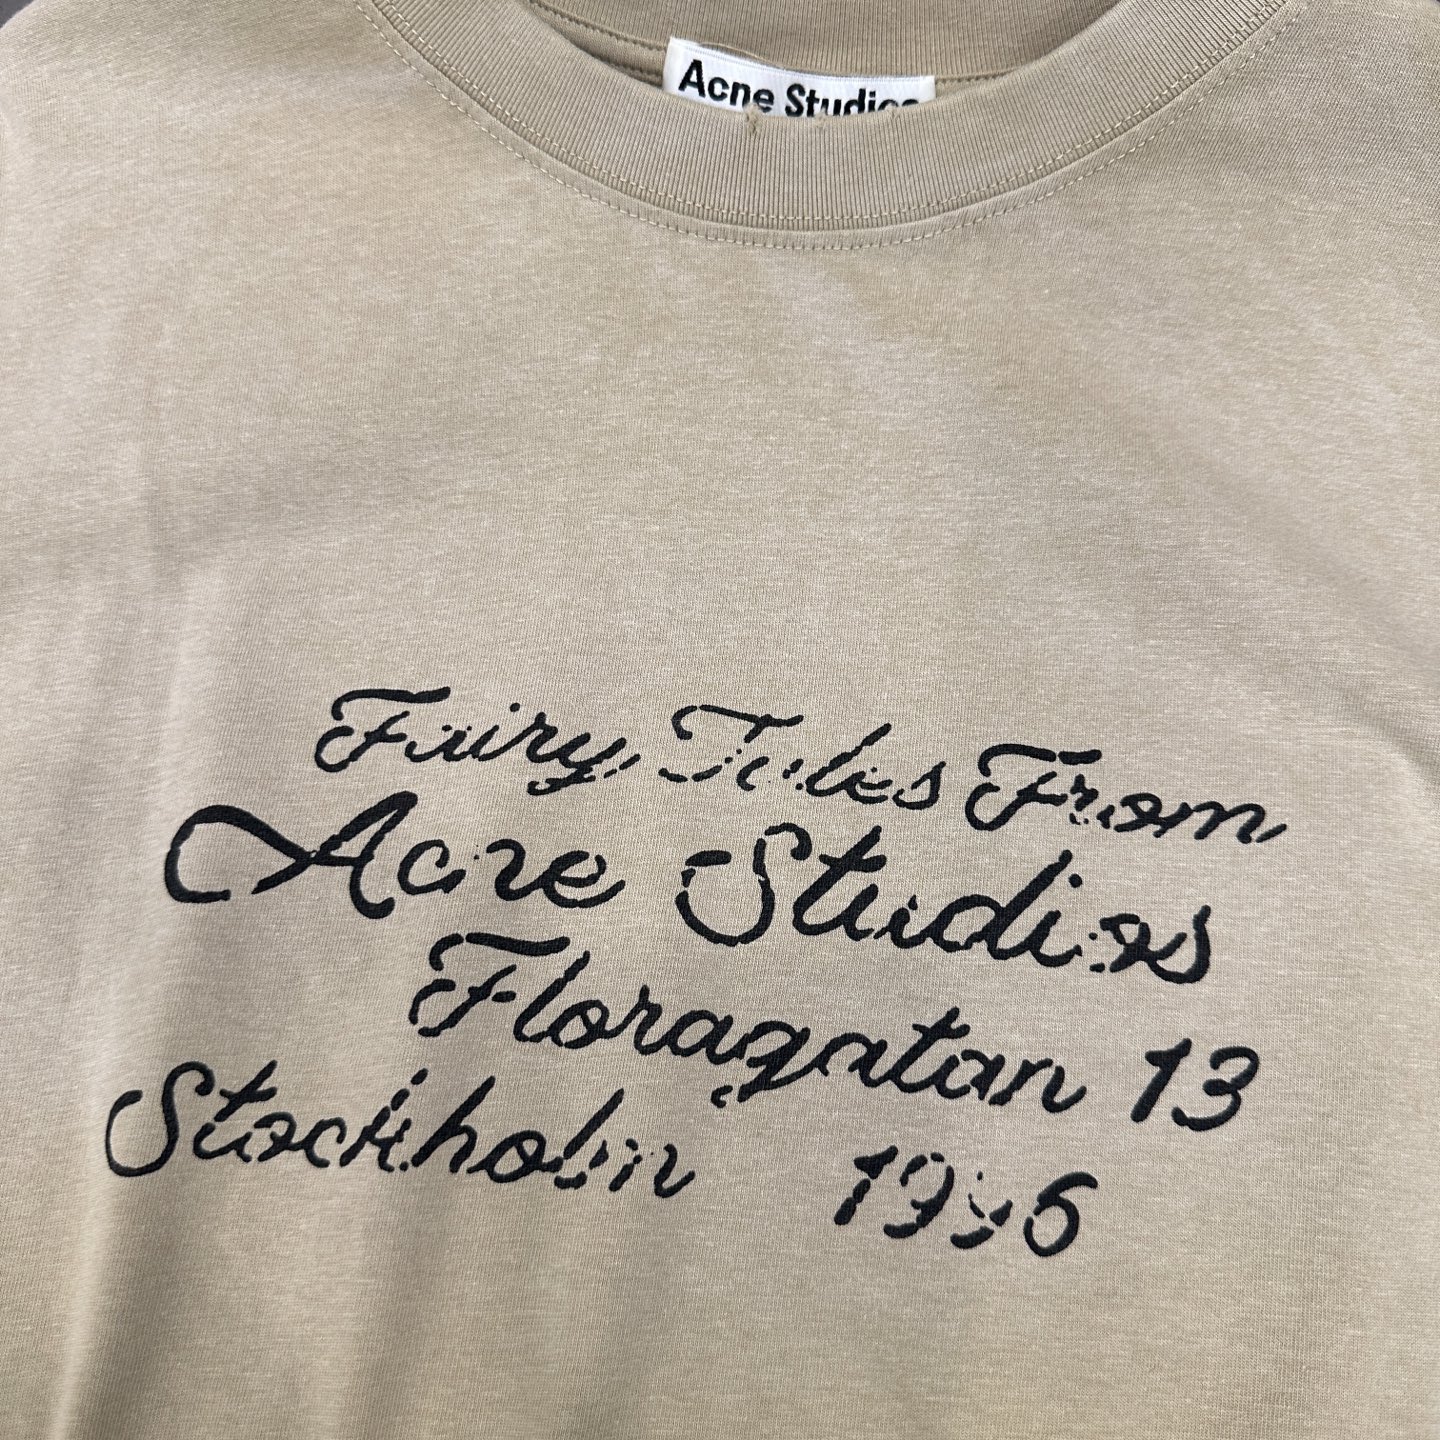 Acne Studios
Fairy Tales From
Acne Studios
Floragatan 13
Stockholm 1996